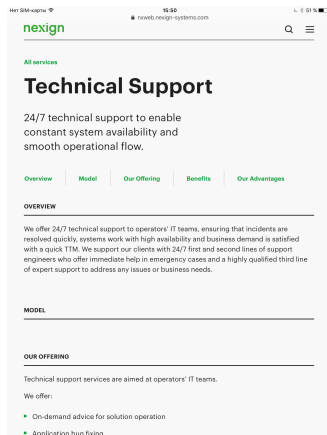 Нет SIM-карты
15:50
51 %
nxweb.nexign-systems.com
nexign
All services
Technical Support
24/7 technical support to enable
constant system availability and
smooth operational flow.
Overview Model Our Offering Benefits Our Advantages
OVERVIEW
We offer 24/7 technical support to operators' IT teams, ensuring that incidents are
resolved quickly, systems work with high availability and business demand is satisfied
with a quick TTM. We support our clients with 24/7 first and second lines of support
engineers who offer immediate help in emergency cases and a highly qualified third line
of expert support to address any issues or business needs.
MODEL
OUR OFFERING
Technical support services are aimed at operators' IT teams.
We offer:
On-demand advice for solution operation
Application bug fixing